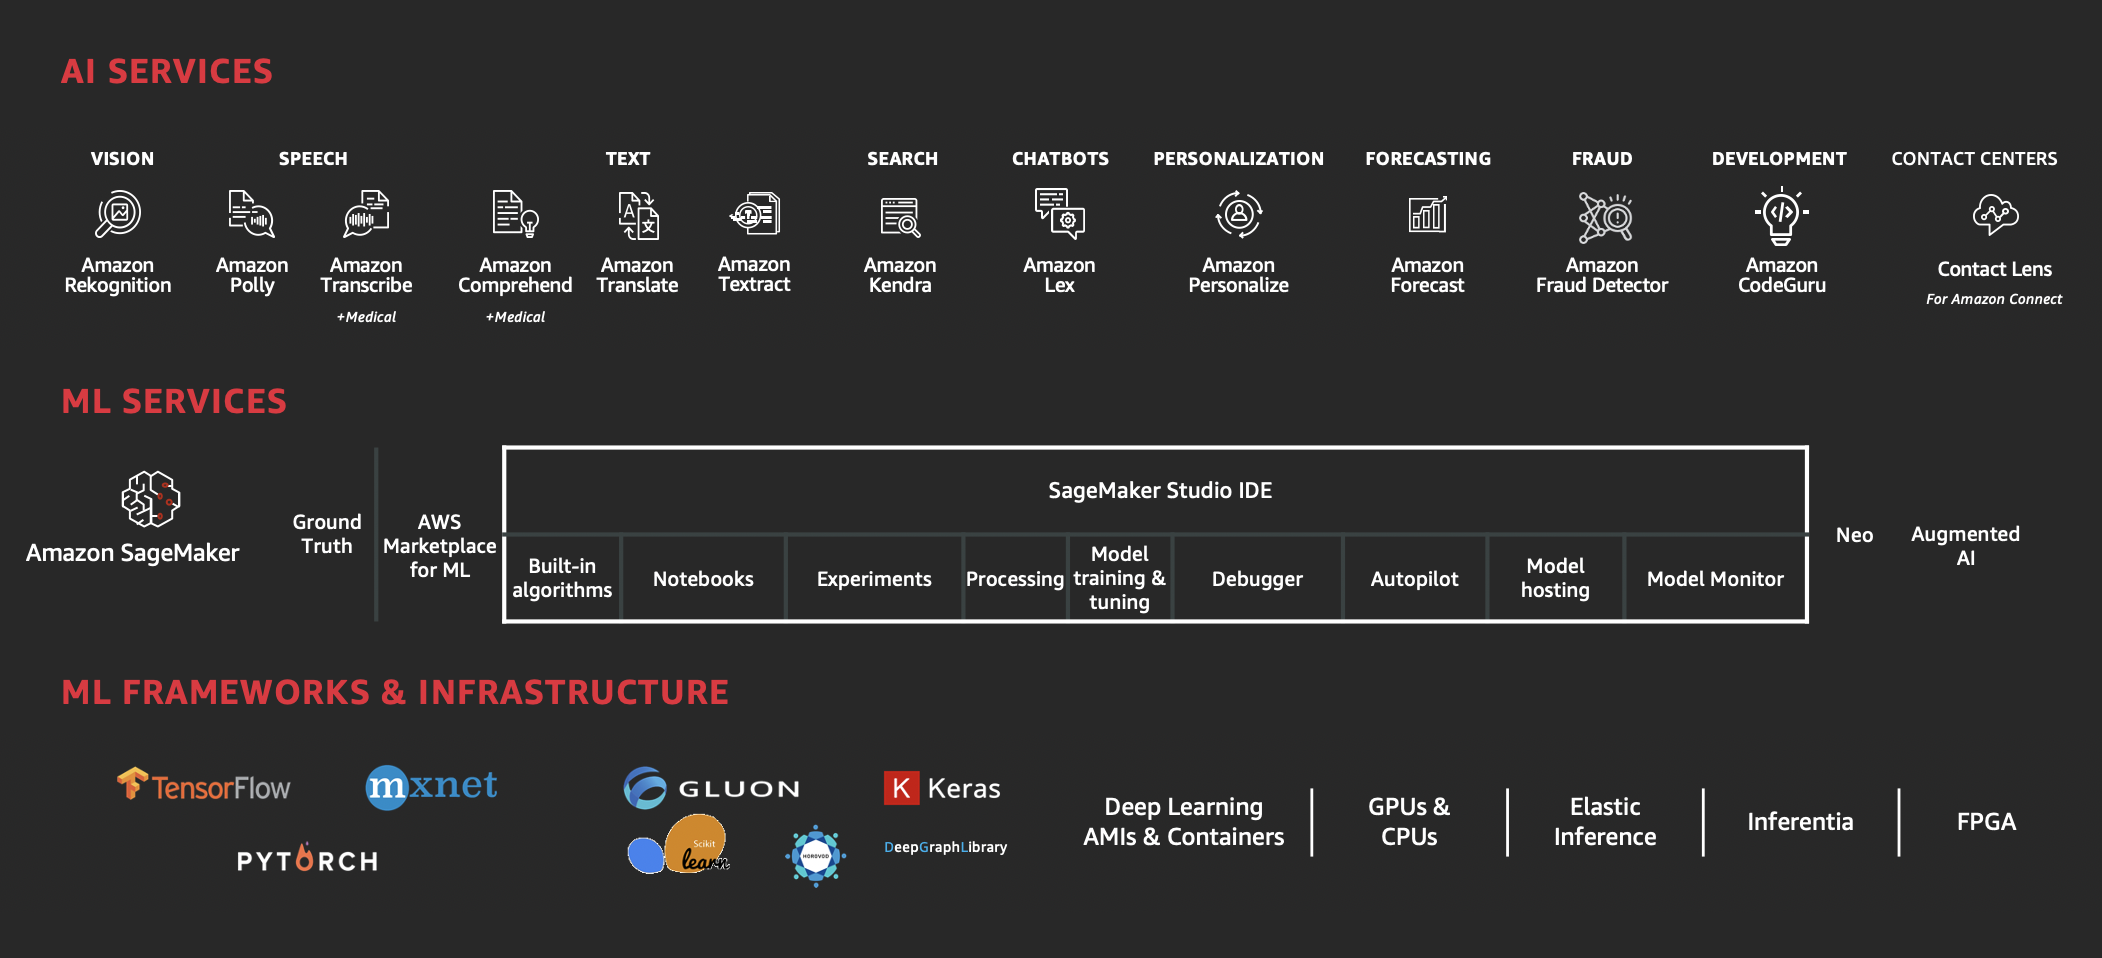 AI SERVICES
VISION
SPEECH
TEXT
SEARCH
CHATBOTS
PERSONALIZATION
FORECASTING
FRAUD
DEVELOPMENT
CONTACT CENTERS
A
文
Amazon
Rekognition
Amazon
Polly
Amazon
Transcribe
+Medical
Amazon
Comprehend
+Medical
Amazon
Translate
Amazon
Textract
Amazon
Kendra
Amazon
Lex
Amazon
Personalize
Amazon
Forecast
Amazon
Fraud Detector
Amazon
CodeGuru
Contact Lens
For Amazon Connect
ML SERVICES
Amazon SageMaker
Ground
Truth
AWS
Marketplace
for ML
SageMaker Studio IDE
Built-in
algorithms
Notebooks
Experiments
Processing
Model
training &
tuning
Debugger
Autopilot
Model
hosting
Model Monitor
Neo
Augmented
AI
ML FRAMEWORKS & INFRASTRUCTURE
TensorFlow
mxnet
GLUON
K Keras
PYTORCH
Scikit
learn
HOROVOD
DeepGraphLibrary
Deep Learning
AMIs & Containers
GPUs &
CPUs
Elastic
Inference
Inferentia
FPGA